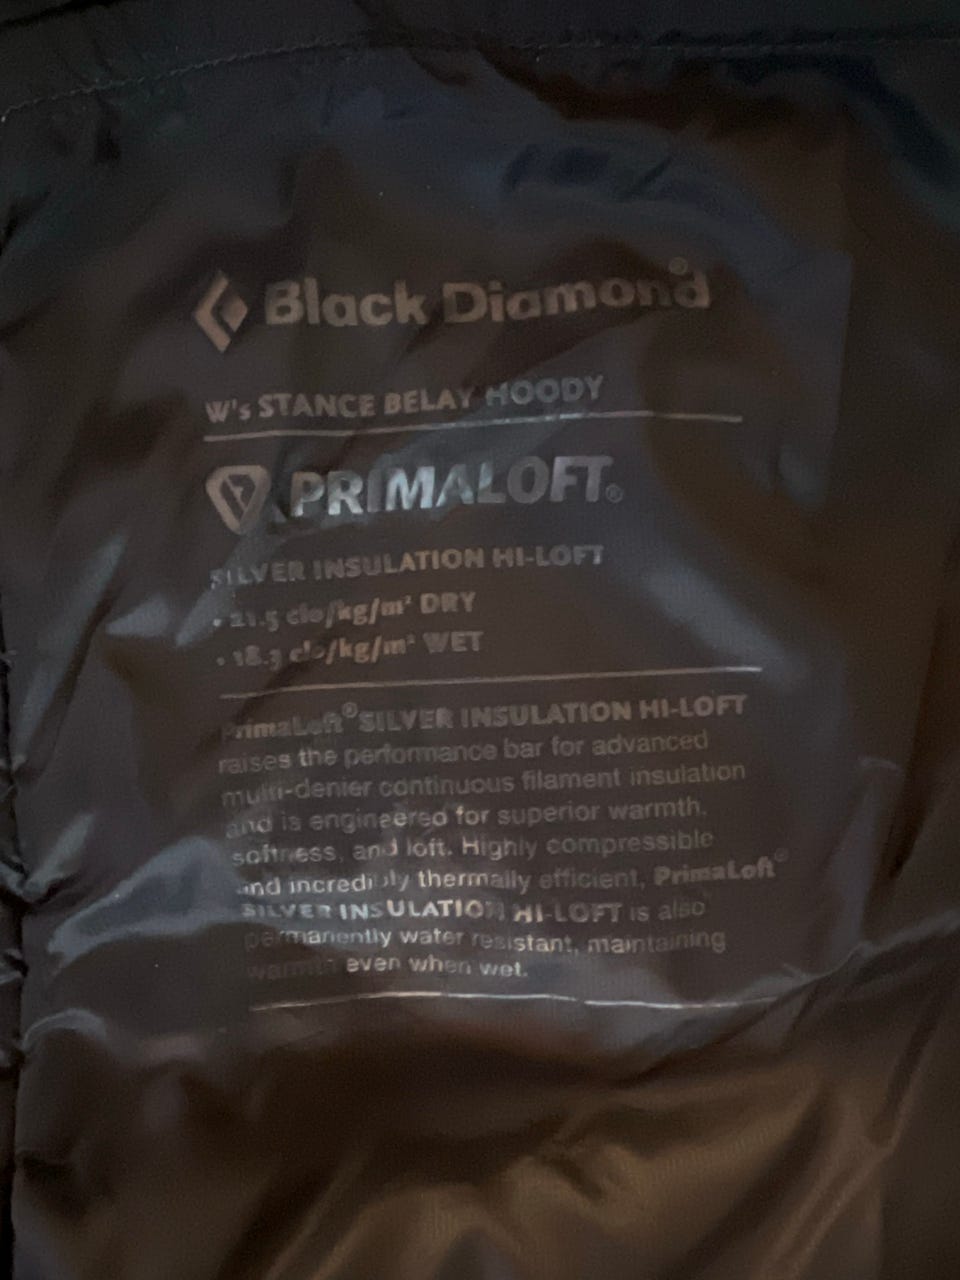 Black Diamond®
W's STANCE BELAY HOODY
PRIMALOFT®
SILVER INSULATION HI-LOFT
• 21.5 clo/kg/m² DRY
• 18.3 clo/kg/m² WET
PrimaLoft® SILVER INSULATION HI-LOFT
raises the performance bar for advanced
multi-denier continuous filament insulation
and is engineered for superior warmth,
softness, and loft. Highly compressible
and incredibly thermally efficient, PrimaLoft®
SILVER INSULATION HI-LOFT is also
permanently water resistant, maintaining
warmth even when wet.